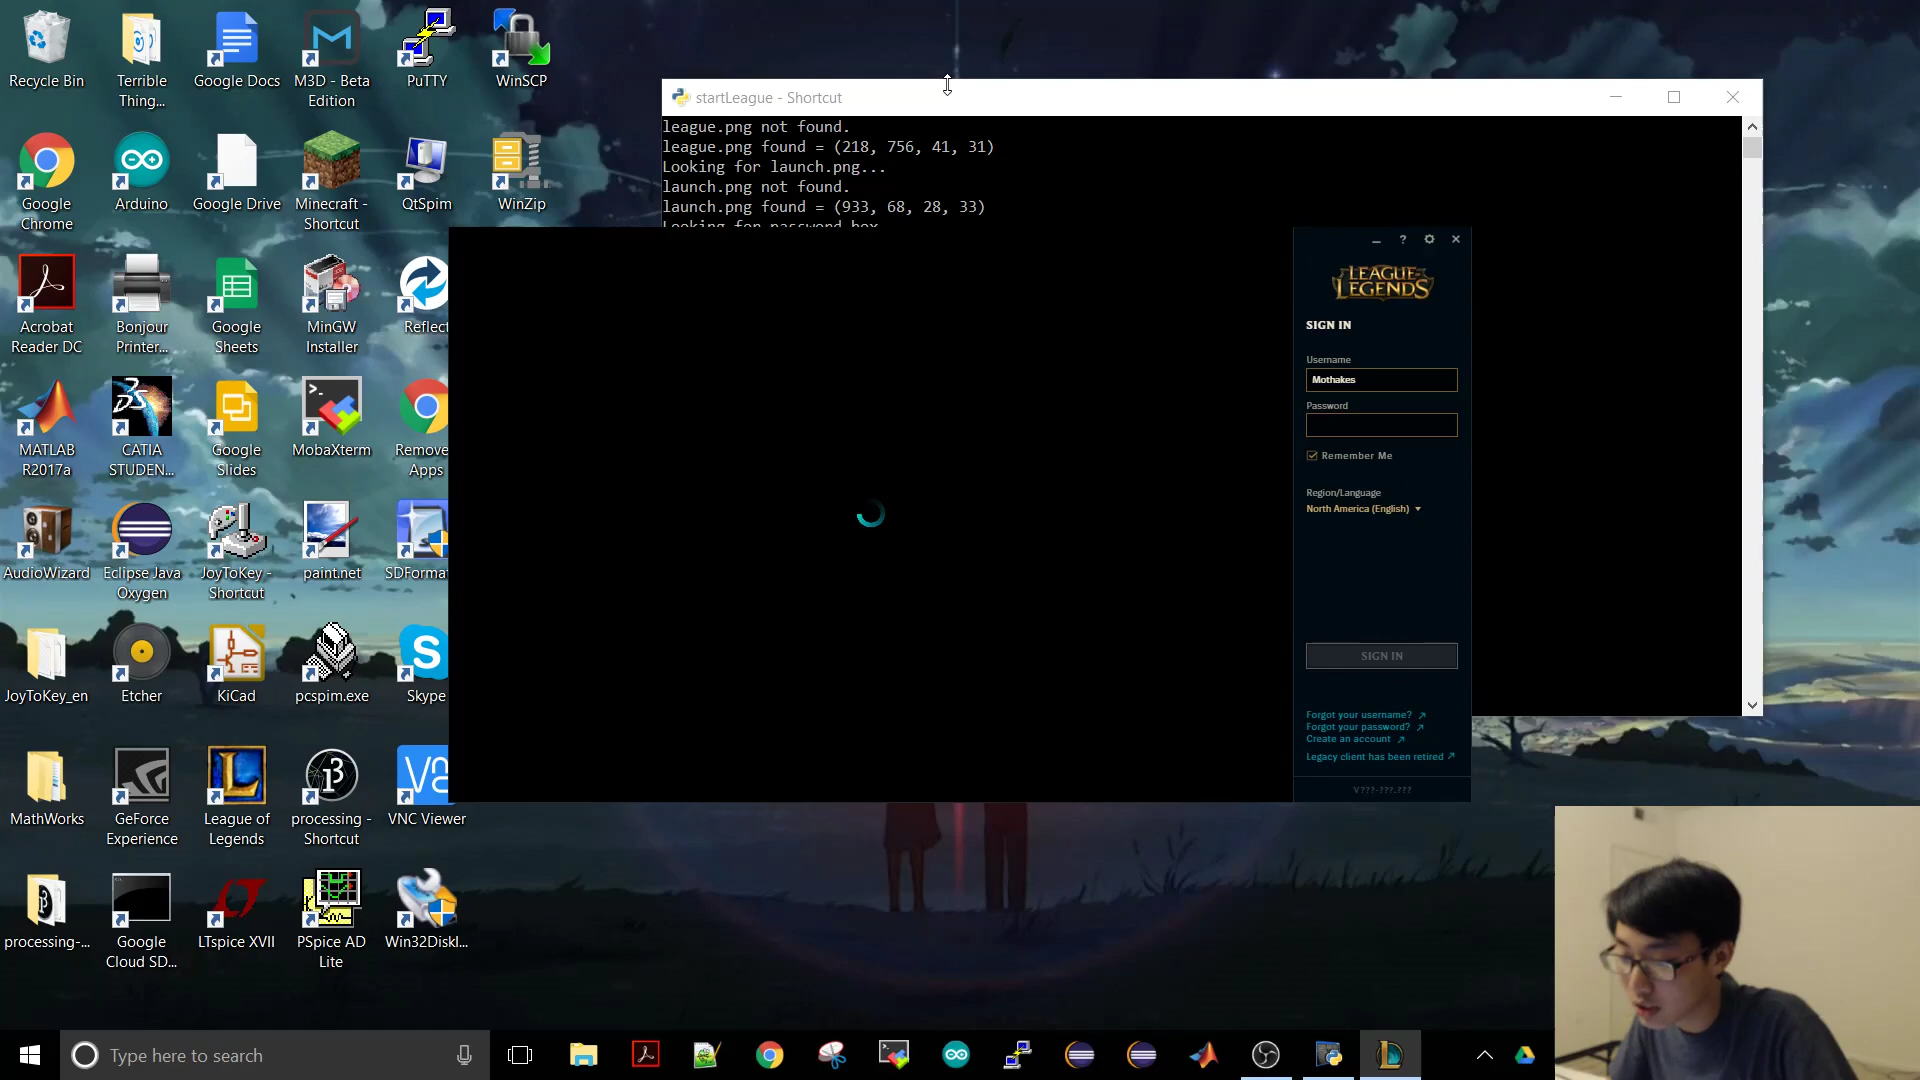 Recycle Bin
Terrible
Thing...
Google Docs
M3D - Beta
Edition
PuTTY
WinSCP
Google
Chrome
Arduino
Google Drive
Minecraft -
Shortcut
QtSpim
WinZip
Acrobat
Reader DC
Bonjour
Printer...
Google
Sheets
MinGW
Installer
Reflect
MATLAB
R2017a
CATIA
STUDEN...
Google
Slides
MobaXterm
Remove
Apps
AudioWizard
Eclipse Java
Oxygen
JoyToKey -
Shortcut
paint.net
SDFormat
JoyToKey_en
Etcher
KiCad
pcspim.exe
Skype
MathWorks
GeForce
Experience
League of
Legends
processing -
Shortcut
VNC Viewer
processing-...
Google
Cloud SD...
LTspice XVII
PSpice AD
Lite
Win32DiskI...
startLeague - Shortcut
league.png not found.
league.png found = (218, 756, 41, 31)
Looking for launch.png...
launch.png not found.
launch.png found = (933, 68, 28, 33)
Looking for password box
LEAGUE OF
LEGENDS
SIGN IN
Username
Mothakes
Password
Remember Me
Region/Language
North America (English)
SIGN IN
Forgot your username?
Forgot your password?
Create an account
Legacy client has been retired
V???-???.???
Type here to search